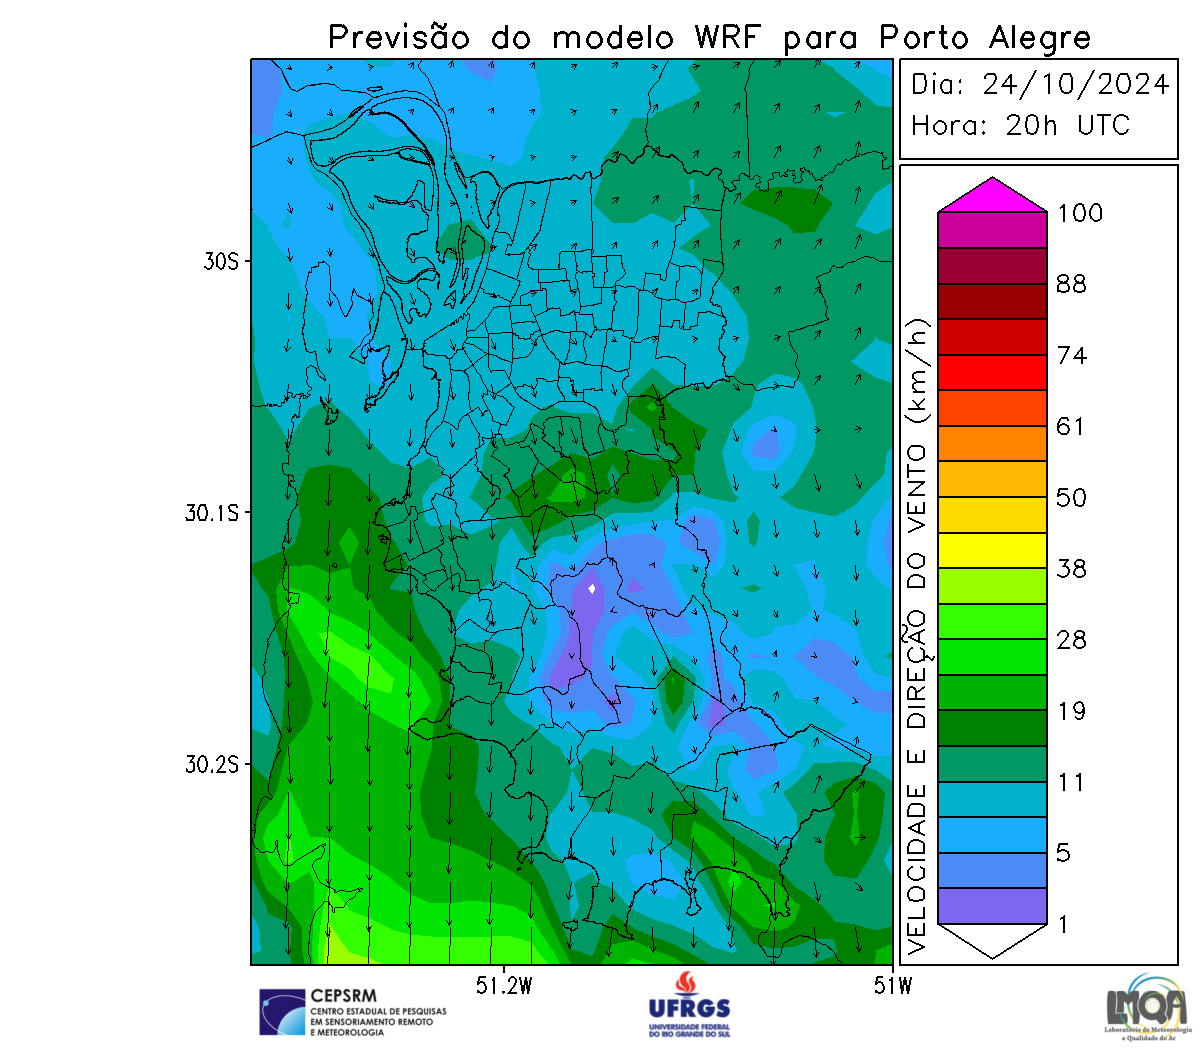 Previsão do modelo WRF para Porto Alegre
Dia: 24/10/2024
Hora: 20h UTC
30S
30.1S
30.2S
51.2W
51W
VELOCIDADE E DIREÇÃO DO VENTO (km/h)
100
88
74
61
50
38
28
19
11
5
1
CEPSRM
CENTRO ESTADUAL DE PESQUISAS
EM SENSORIAMENTO REMOTO
E METEOROLOGIA
UFRGS
UNIVERSIDADE FEDERAL
DO RIO GRANDE DO SUL
LMQA
Laboratório de Meteorologia
e Qualidade do Ar